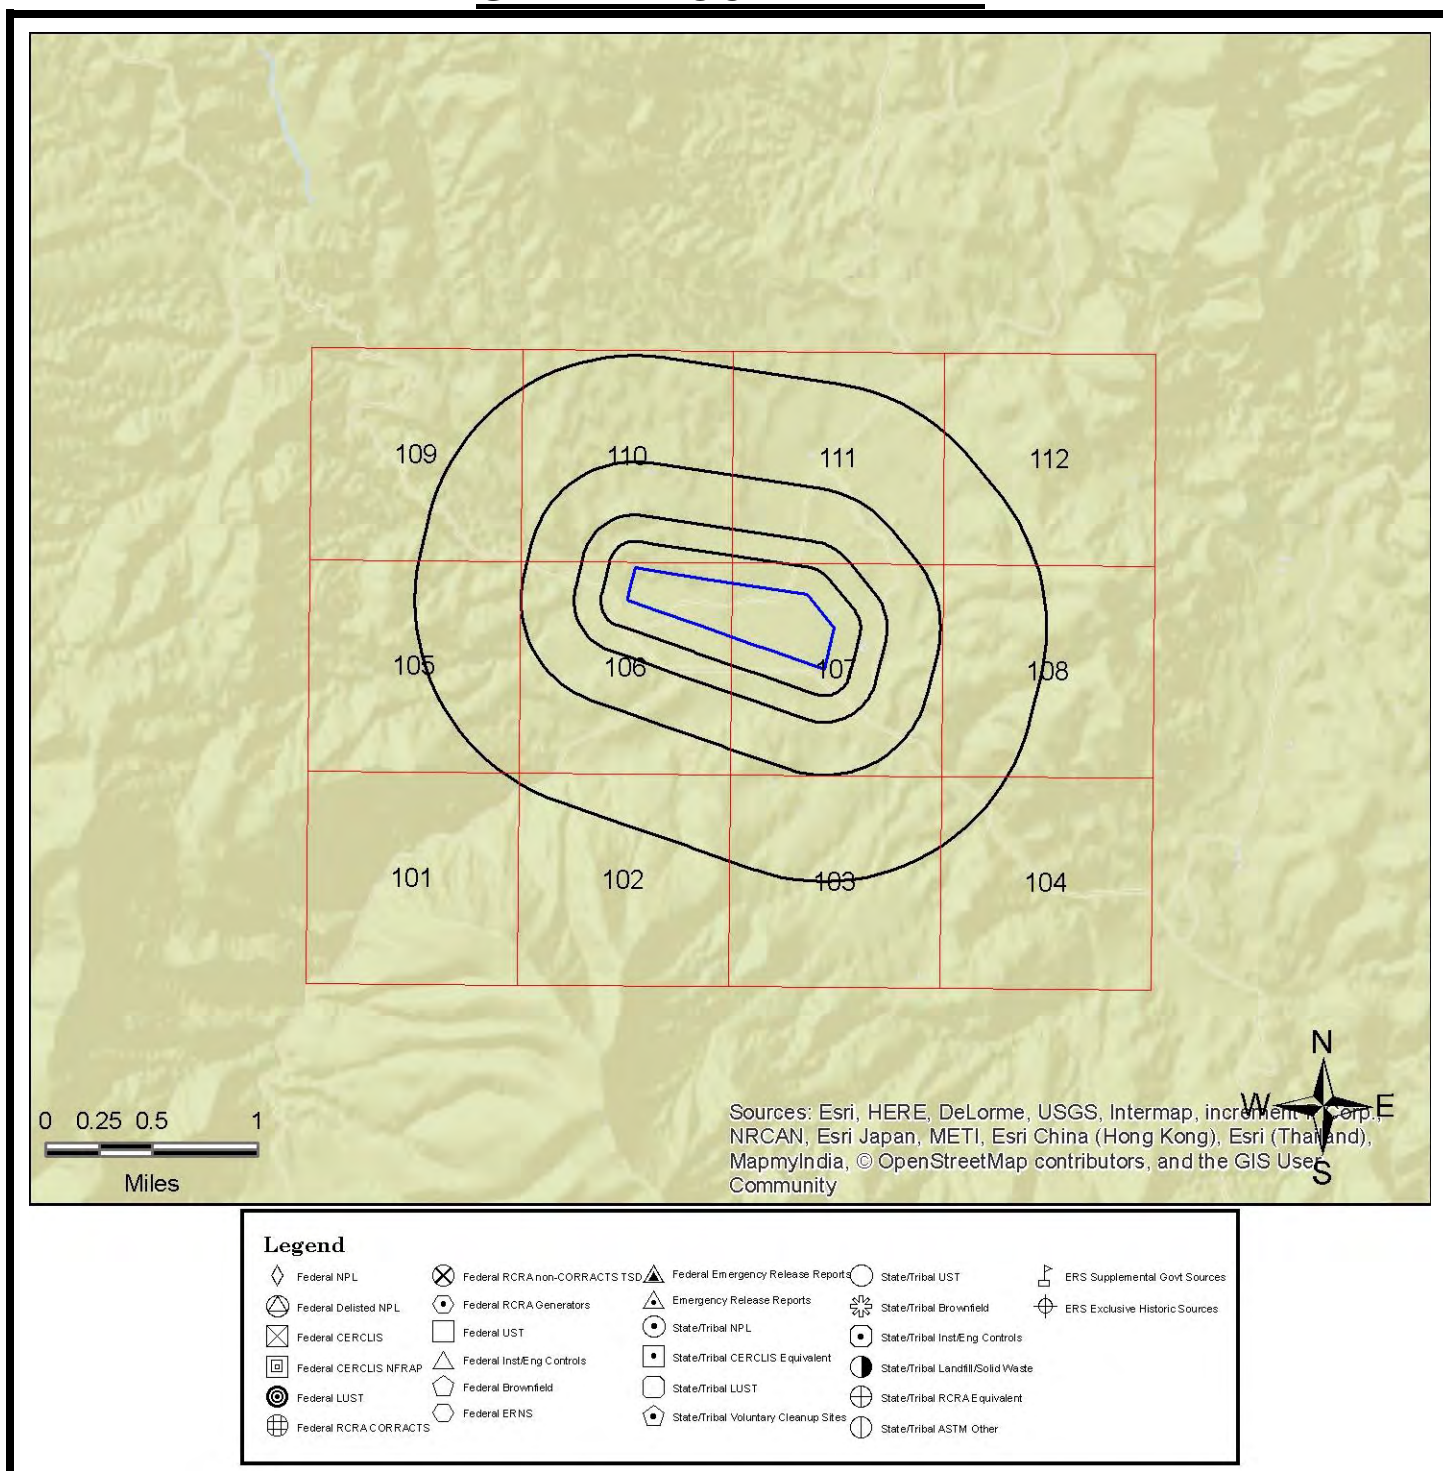 109
110
111
112
105
106
107
108
101
102
103
104
N
W
E
S
0 0.25 0.5 1
Miles
Sources: Esri, HERE, DeLorme, USGS, Intermap, increment P Corp.,
NRCAN, Esri Japan, METI, Esri China (Hong Kong), Esri (Thailand),
MapmyIndia, © OpenStreetMap contributors, and the GIS User
Community
Legend
Federal NPL
Federal Delisted NPL
Federal CERCLIS
Federal CERCLIS NFRAP
Federal LUST
Federal RCRA CORRACTS
Federal RCRA non-CORRACTS TSD
Federal RCRA Generators
Federal UST
Federal Inst/Eng Controls
Federal Brownfield
Federal ERNS
Federal Emergency Release Reports
Emergency Release Reports
State/Tribal NPL
State/Tribal CERCLIS Equivalent
State/Tribal LUST
State/Tribal Voluntary Cleanup Sites
State/Tribal UST
State/Tribal Brownfield
State/Tribal Inst/Eng Controls
State/Tribal Landfill/Solid Waste
State/Tribal RCRA Equivalent
State/Tribal ASTM Other
ERS Supplemental Govt Sources
ERS Exclusive Historic Sources